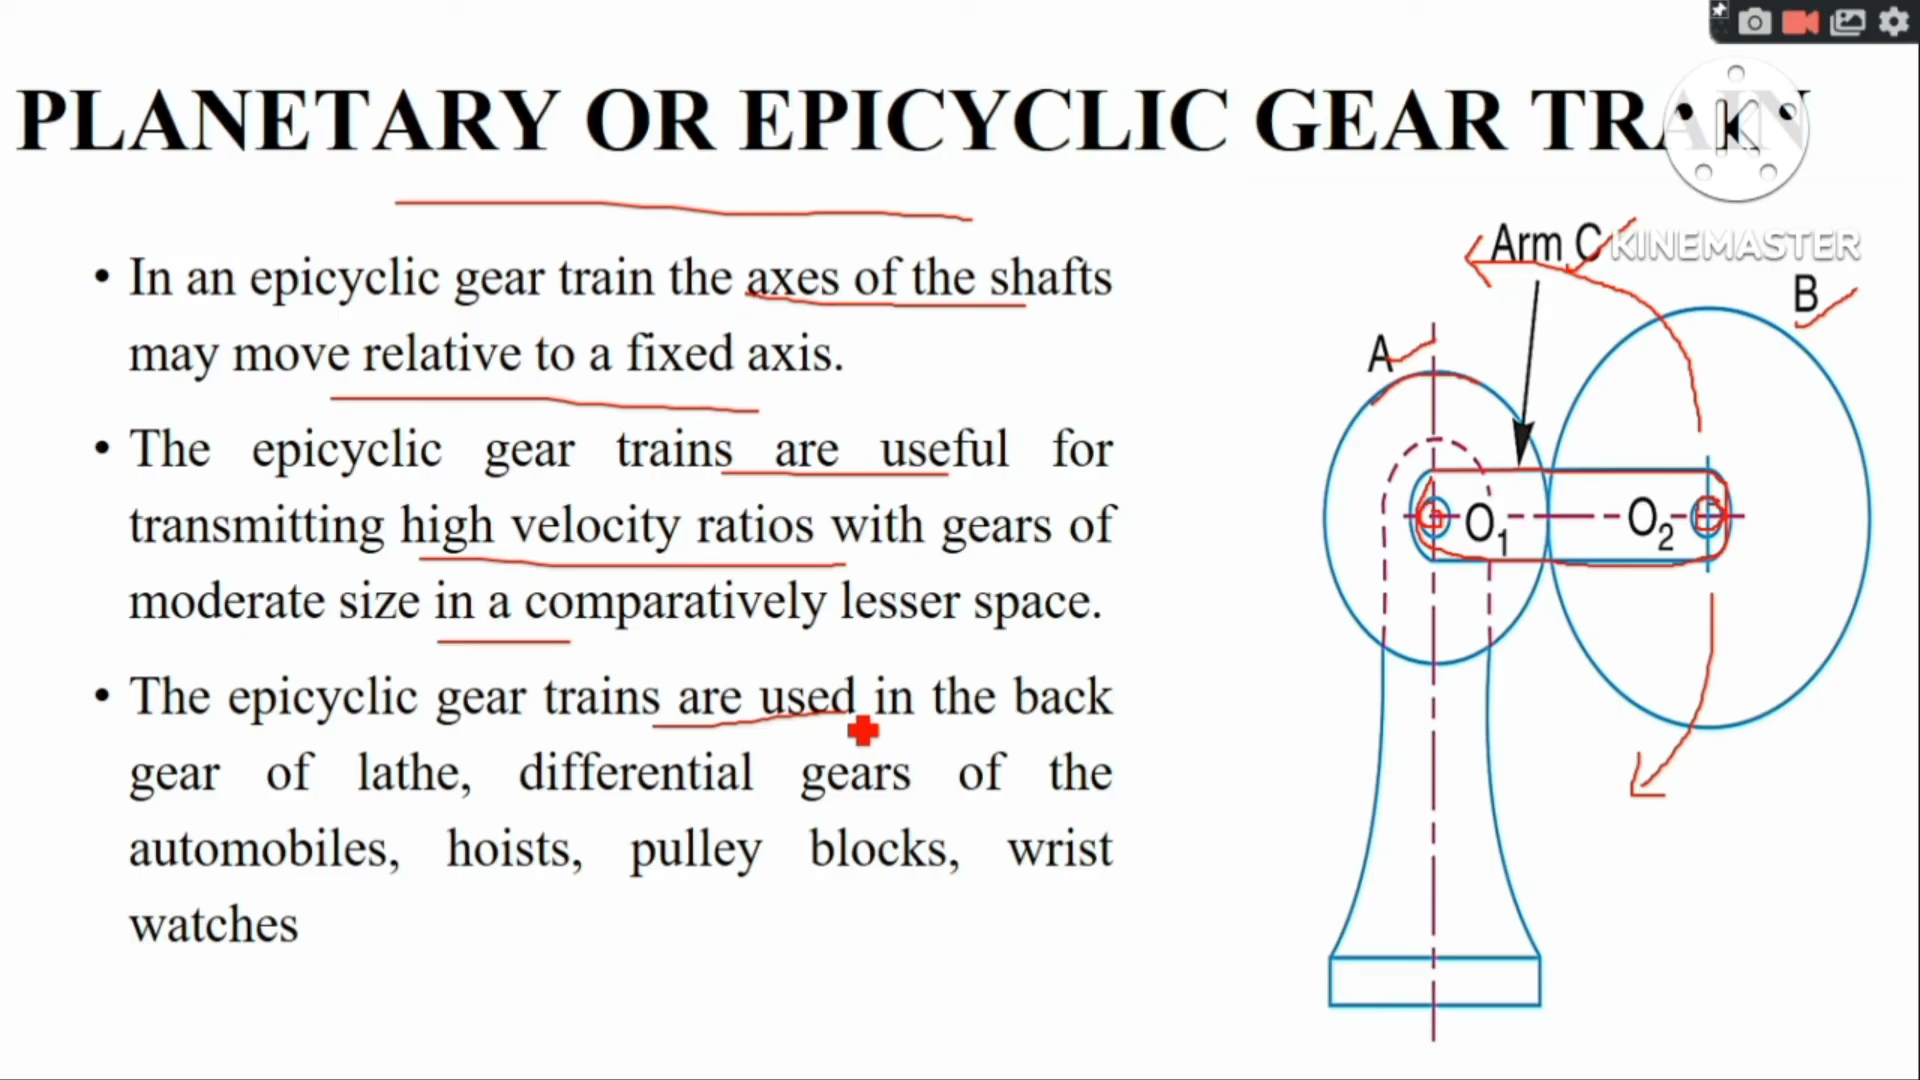 PLANETARY OR EPICYCLIC GEAR TRAIN
K
KINEMASTER
• In an epicyclic gear train the axes of the shafts
may move relative to a fixed axis.
• The epicyclic gear trains are useful for
transmitting high velocity ratios with gears of
moderate size in a comparatively lesser space.
• The epicyclic gear trains are used in the back
gear of lathe, differential gears of the
automobiles, hoists, pulley blocks, wrist
watches
Arm C
B
A
O₁
O₂